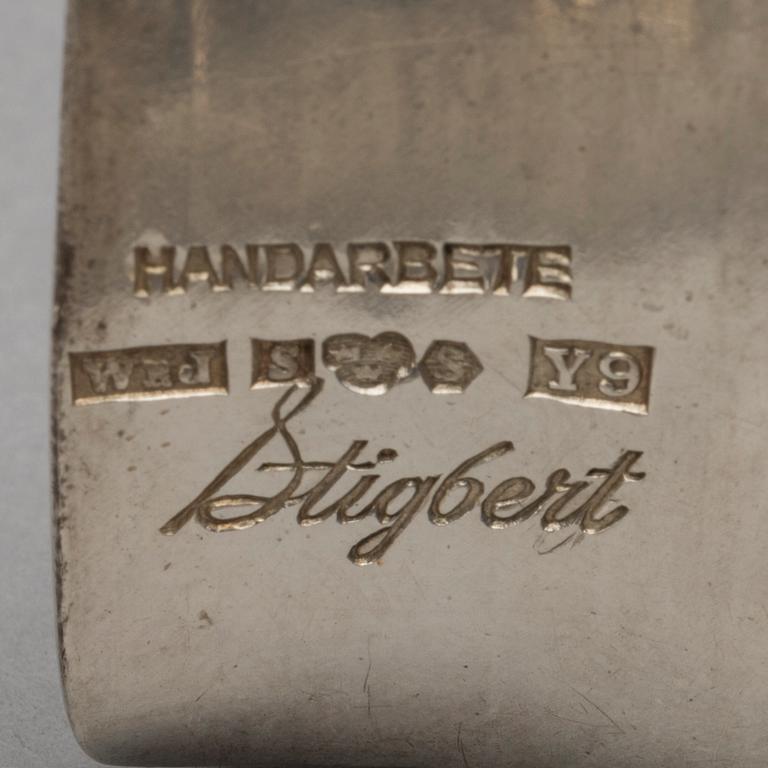 HANDARBETE
WEJ S S Y9
Stigbert